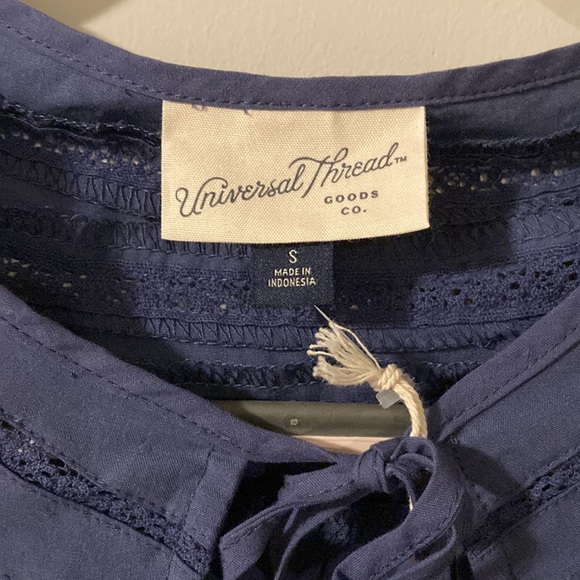 Universal Thread™
GOODS
CO.
S
MADE IN
INDONESIA